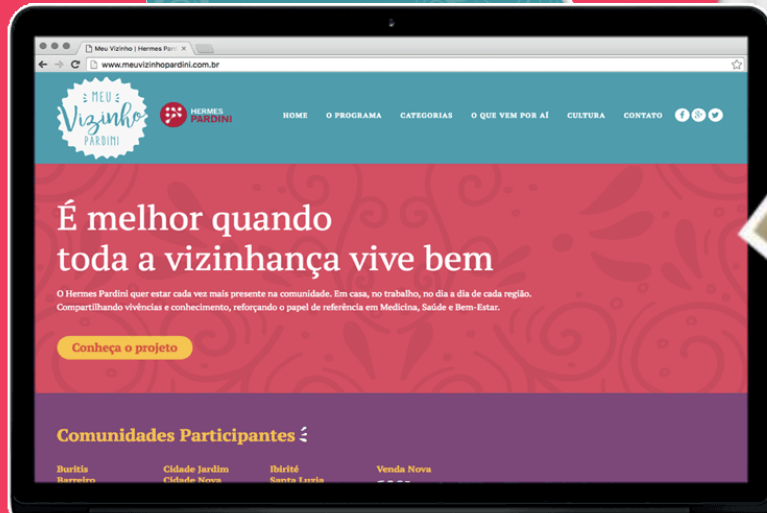 Meu Vizinho | Hermes Par
www.meuvizinhopardini.com.br
MEU
Vizinho
PARDINI
HERMES
PARDINI
HOME O PROGRAMA CATEGORIAS O QUE VEM POR AÍ CULTURA CONTATO
É melhor quando
toda a vizinhança vive bem
O Hermes Pardini quer estar cada vez mais presente na comunidade. Em casa, no trabalho, no dia a dia de cada região.
Compartilhando vivências e conhecimento, reforçando o papel de referência em Medicina, Saúde e Bem-Estar.
Conheça o projeto
Comunidades Participantes
Buritis Cidade Jardim Ibirité Venda Nova
Barreiro Cidade Nova Santa Luzia